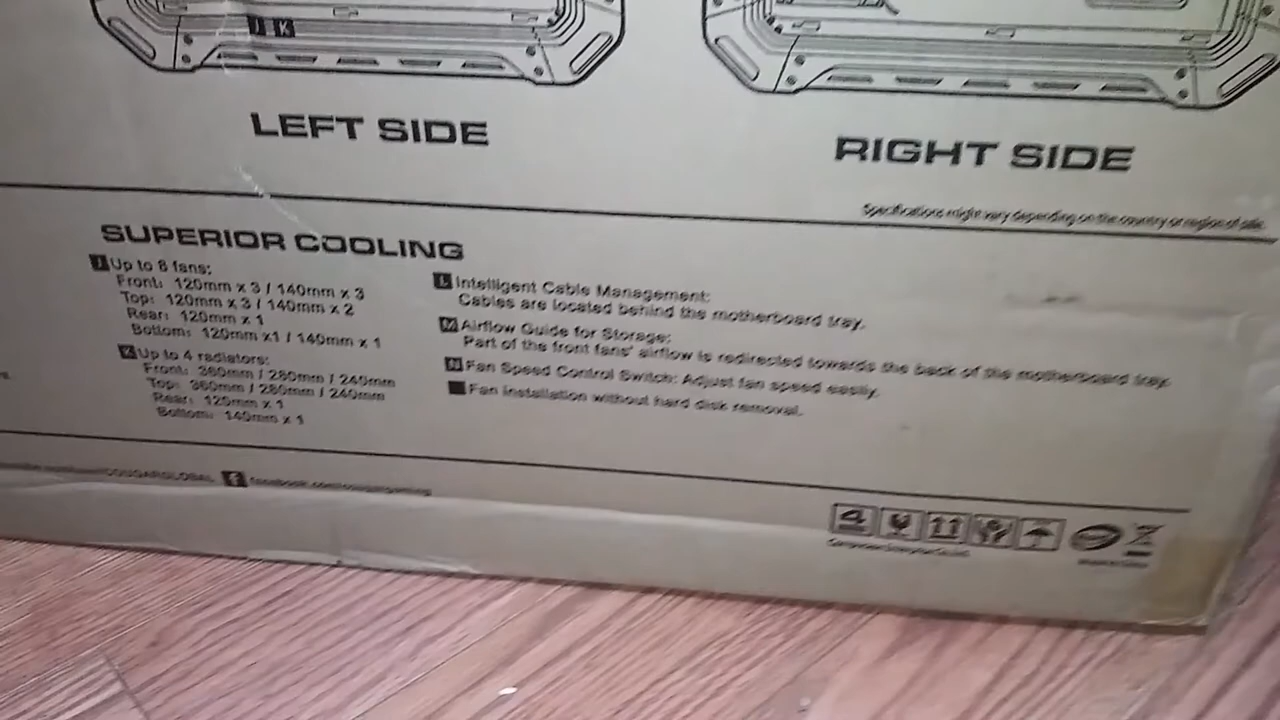 J K
LEFT SIDE
RIGHT SIDE
Specifications might vary depending on the country or region of sale.
SUPERIOR COOLING
J Up to 8 fans:
Front: 120mm x 3 / 140mm x 3
Top: 120mm x 3 / 140mm x 2
Rear: 120mm x 1
Bottom: 120mm x1 / 140mm x 1
K Up to 4 radiators:
Front: 360mm / 280mm / 240mm
Top: 360mm / 280mm / 240mm
Rear: 120mm x 1
Bottom: 140mm x 1
L Intelligent Cable Management:
Cables are located behind the motherboard tray.
M Airflow Guide for Storage:
Part of the front fans' airflow is redirected towards the back of the motherboard tray.
N Fan Speed Control Switch: Adjust fan speed easily.
Fan installation without hard disk removal.
COUGARGLOBAL
f
4